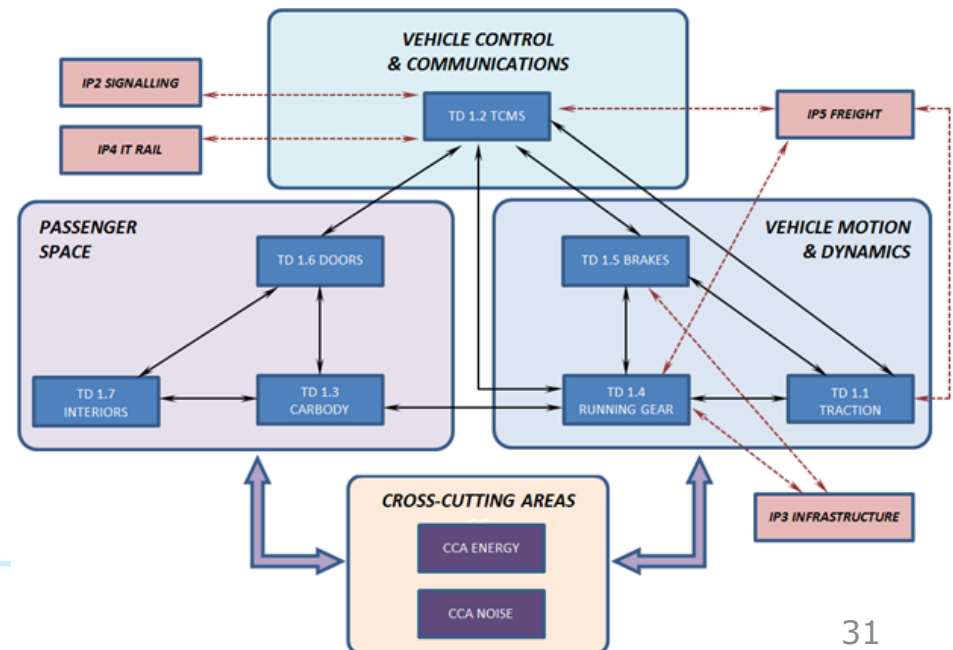 VEHICLE CONTROL
& COMMUNICATIONS
IP2 SIGNALLING
TD 1.2 TCMS
IP5 FREIGHT
IP4 IT RAIL
PASSENGER
SPACE
VEHICLE MOTION
& DYNAMICS
TD 1.6 DOORS
TD 1.5 BRAKES
TD 1.7
INTERIORS
TD 1.3
CARBODY
TD 1.4
RUNNING GEAR
TD 1.1
TRACTION
CROSS-CUTTING AREAS
IP3 INFRASTRUCTURE
CCA ENERGY
CCA NOISE
31